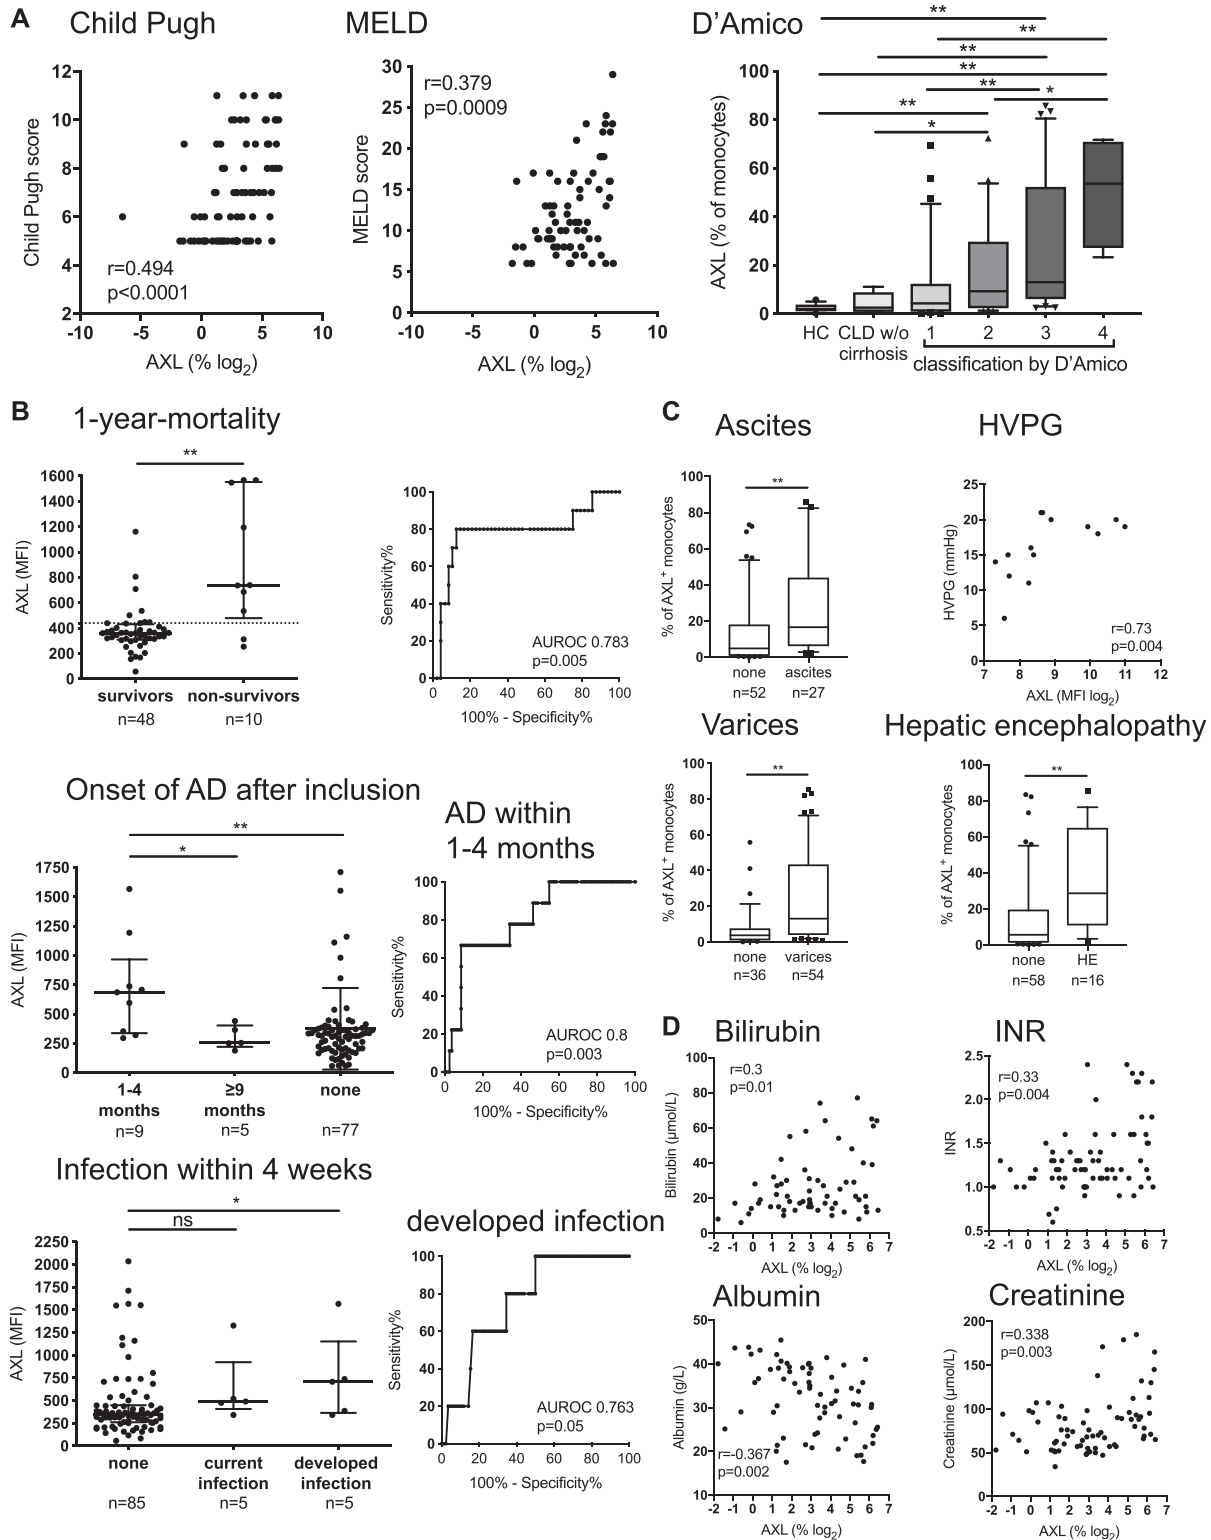 A
Child Pugh
MELD
D'Amico
**
**
**
**
**
*
**
*
Child Pugh score
12
10
8
6
4
2
r=0.494
p<0.0001
-10
-5
0
5
10
AXL (% log2)
MELD score
30
25
20
15
10
5
0
r=0.379
p=0.0009
-10
-5
0
5
10
AXL (% log2)
AXL (% of monocytes)
100
80
60
40
20
0
HC
CLD w/o
cirrhosis
1
2
3
4
classification by D'Amico
B
1-year-mortality
**
AXL (MFI)
1600
1400
1200
1000
800
600
400
200
0
survivors
non-survivors
n=48
n=10
Sensitivity%
100
80
60
40
20
0
AUROC 0.783
p=0.005
0
20
40
60
80
100
100% - Specificity%
Onset of AD after inclusion
**
*
AXL (MFI)
1750
1500
1250
1000
750
500
250
0
1-4
months
n=9
≥9
months
n=5
none
n=77
AD within
1-4 months
Sensitivity%
100
80
60
40
20
0
AUROC 0.8
p=0.003
0
20
40
60
80
100
100% - Specificity%
Infection within 4 weeks
*
ns
AXL (MFI)
2250
2000
1750
1500
1250
1000
750
500
250
0
none
n=85
current
infection
n=5
developed
infection
n=5
developed infection
Sensitivity%
100
80
60
40
20
0
AUROC 0.763
p=0.05
0
20
40
60
80
100
100% - Specificity%
C
Ascites
**
% of AXL+ monocytes
100
80
60
40
20
0
none
ascites
n=52
n=27
HVPG
HVPG (mmHg)
25
20
15
10
5
0
r=0.73
p=0.004
7
8
9
10
11
12
AXL (MFI log2)
Varices
**
% of AXL+ monocytes
100
80
60
40
20
0
none
varices
n=36
n=54
Hepatic encephalopathy
**
% of AXL+ monocytes
100
80
60
40
20
0
none
HE
n=58
n=16
D
Bilirubin
Bilirubin (µmol/L)
100
80
60
40
20
0
r=0.3
p=0.01
-2
-1
0
1
2
3
4
5
6
7
AXL (% log2)
INR
INR
2.5
2.0
1.5
1.0
0.5
r=0.33
p=0.004
-2
-1
0
1
2
3
4
5
6
7
AXL (% log2)
Albumin
Albumin (g/L)
50
40
30
20
10
r=-0.367
p=0.002
-2
-1
0
1
2
3
4
5
6
7
AXL (% log2)
Creatinine
Creatinine (µmol/L)
200
150
100
50
0
r=0.338
p=0.003
-2
-1
0
1
2
3
4
5
6
7
AXL (% log2)